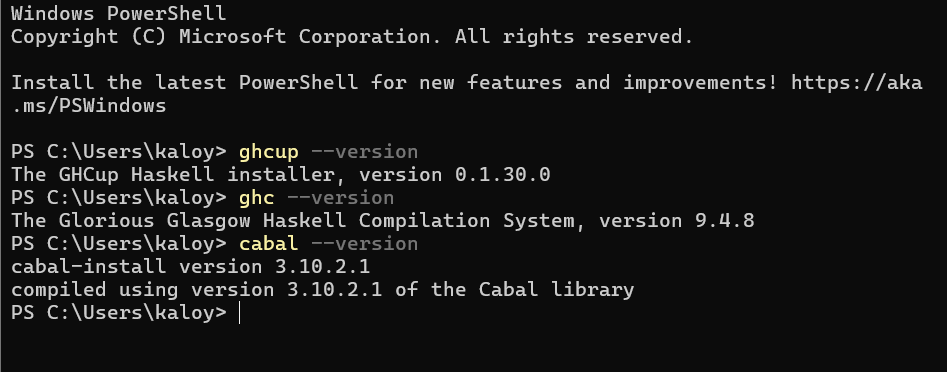 Windows PowerShell
Copyright (C) Microsoft Corporation. All rights reserved.
Install the latest PowerShell for new features and improvements! https://aka
.ms/PSWindows
PS C:\Users\kaloy> ghcup --version
The GHCup Haskell installer, version 0.1.30.0
PS C:\Users\kaloy> ghc --version
The Glorious Glasgow Haskell Compilation System, version 9.4.8
PS C:\Users\kaloy> cabal --version
cabal-install version 3.10.2.1
compiled using version 3.10.2.1 of the Cabal library
PS C:\Users\kaloy>